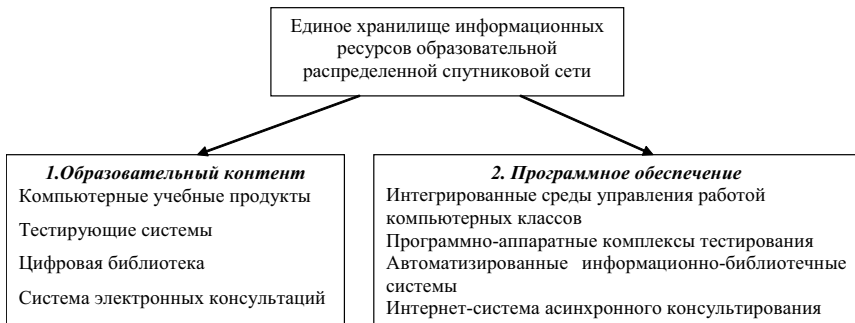 Единое хранилище информационных
ресурсов образовательной
распределенной спутниковой сети
1.Образовательный контент
Компьютерные учебные продукты
Тестирующие системы
Цифровая библиотека
Система электронных консультаций
2. Программное обеспечение
Интегрированные среды управления работой
компьютерных классов
Программно-аппаратные комплексы тестирования
Автоматизированные информационно-библиотечные
системы
Интернет-система асинхронного консультирования